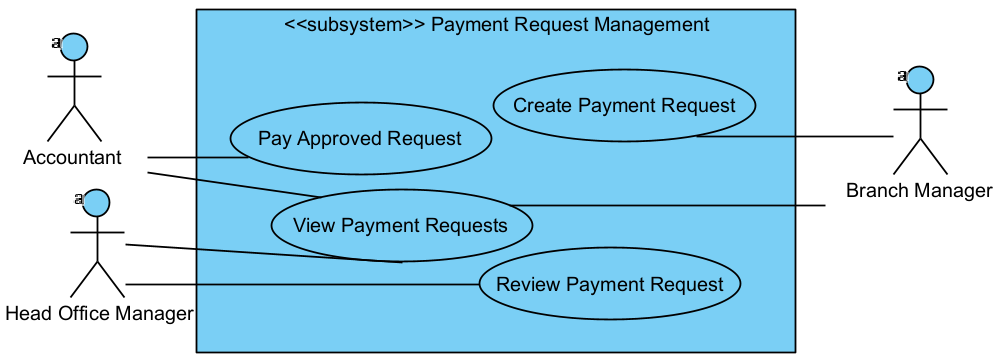 <<subsystem>> Payment Request Management
a
a
a
Create Payment Request
Pay Approved Request
Accountant
Branch Manager
View Payment Requests
Review Payment Request
Head Office Manager